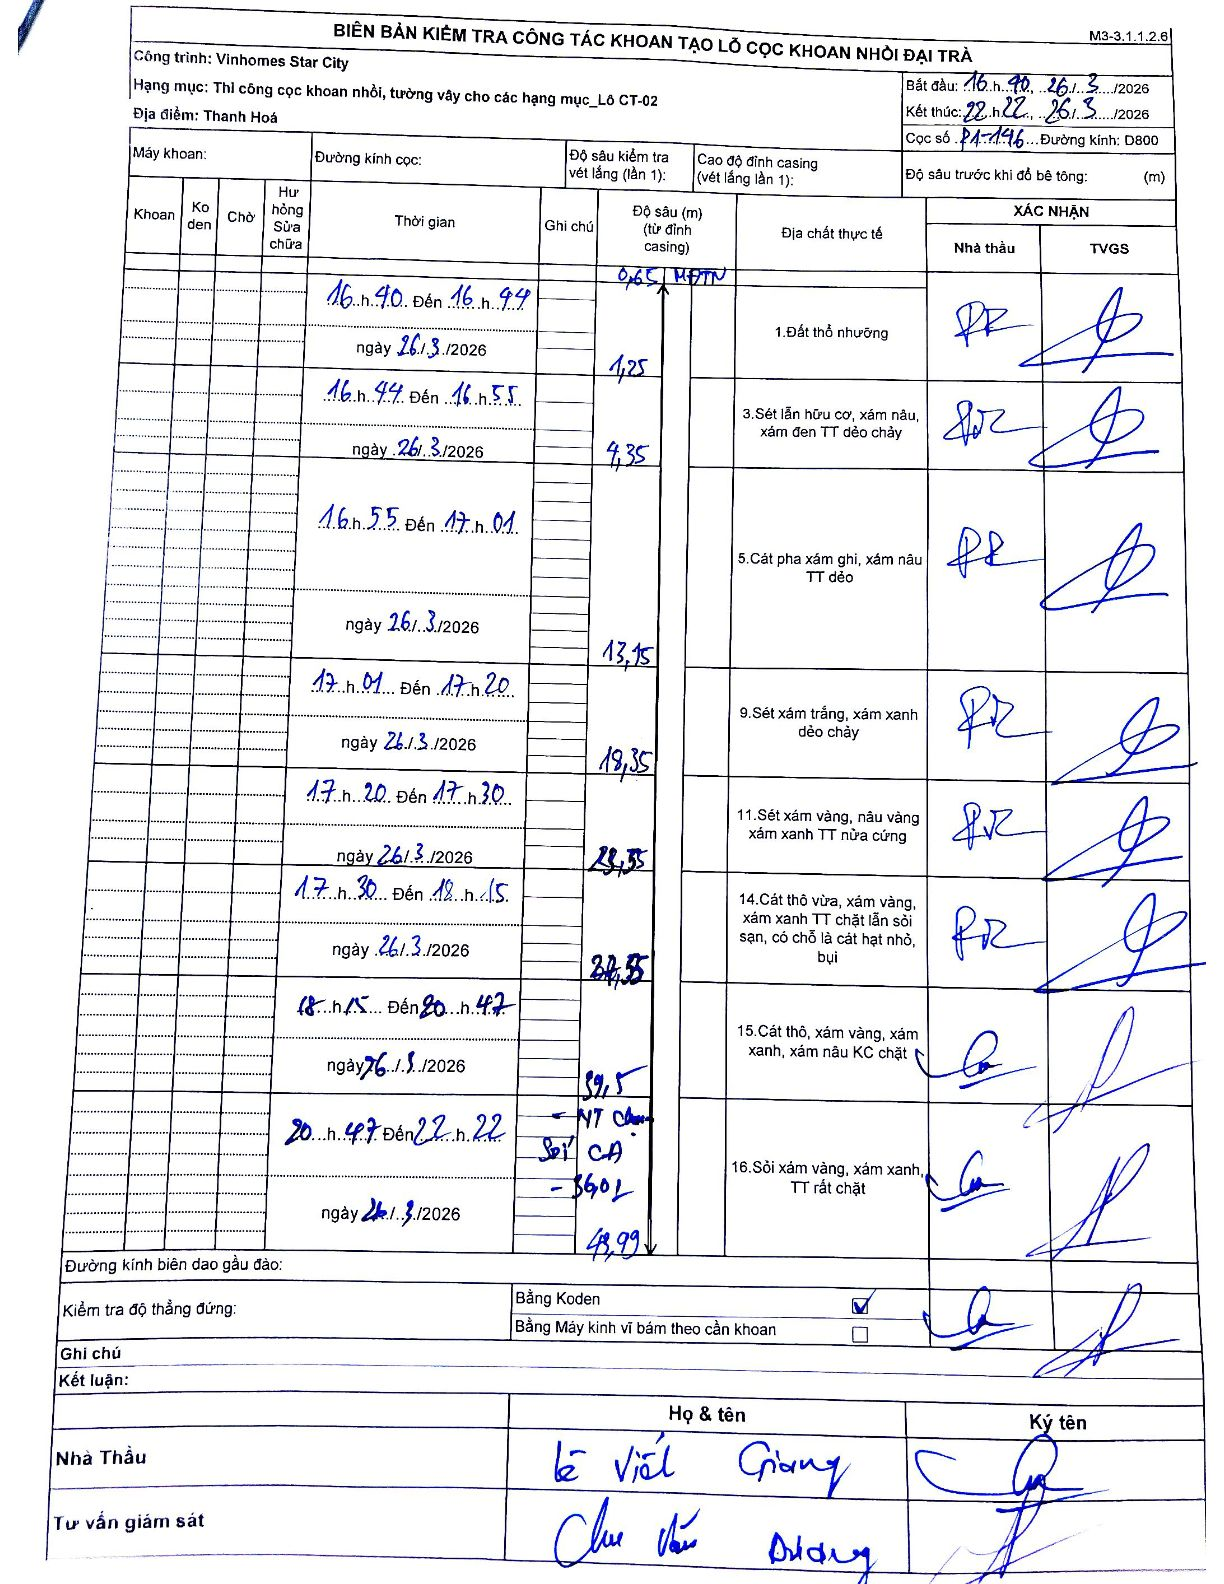 M3-3.1.1.2.6
BIÊN BẢN KIỂM TRA CÔNG TÁC KHOAN TẠO LỖ CỌC KHOAN NHỒI ĐẠI TRÀ
Công trình: Vinhomes Star City
Hạng mục: Thi công cọc khoan nhồi, tường vây cho các hạng mục_Lô CT-02
Địa điểm: Thanh Hoá
Bắt đầu: 16 h 40, 26/3/2026
Kết thúc: 22 h 22, 26/3/2026
Cọc số P1-146 Đường kính: D800
Máy khoan:
Đường kính cọc:
Độ sâu kiểm tra vét lắng (lần 1):
Cao độ đỉnh casing (vét lắng lần 1):
Độ sâu trước khi đổ bê tông: (m)
Khoan
Ko den
Chờ
Hư hỏng Sửa chữa
Thời gian
Ghi chú
Độ sâu (m) (từ đỉnh casing)
Địa chất thực tế
XÁC NHẬN
Nhà thầu
TVGS
0,65 MĐTN
16 h 40 Đến 16 h 44
ngày 26/3/2026
1,25
1.Đất thổ nhưỡng
16 h 44 Đến 16 h 55
ngày 26/3/2026
4,35
3.Sét lẫn hữu cơ, xám nâu,
xám đen TT dẻo chảy
16 h 55 Đến 17 h 01
ngày 26/3/2026
13,15
5.Cát pha xám ghi, xám nâu
TT dẻo
17 h 01 Đến 17 h 20
ngày 26/3/2026
18,35
9.Sét xám trắng, xám xanh
dẻo chảy
17 h 20 Đến 17 h 30
ngày 26/3/2026
11.Sét xám vàng, nâu vàng
xám xanh TT nửa cứng
17 h 30 Đến 18 h 15
ngày 26/3/2026
14.Cát thô vừa, xám vàng,
xám xanh TT chặt lẫn sỏi
sạn, có chỗ là cát hạt nhỏ,
bụi
18 h 15 Đến 20 h 47
ngày 26/3/2026
39,5
15.Cát thô, xám vàng, xám
xanh, xám nâu KC chặt
20 h 47 Đến 22 h 22
ngày 26/3/2026
- NT
Sỏi CA
43,99
16.Sỏi xám vàng, xám xanh,
TT rất chặt
Đường kính biên dao gầu đào:
Kiểm tra độ thẳng đứng:
Bằng Koden
Bằng Máy kinh vĩ bám theo cần khoan
Ghi chú
Kết luận:
Họ & tên
Ký tên
Nhà Thầu
Lê Viết Giang
Tư vấn giám sát
Chu Văn Dương